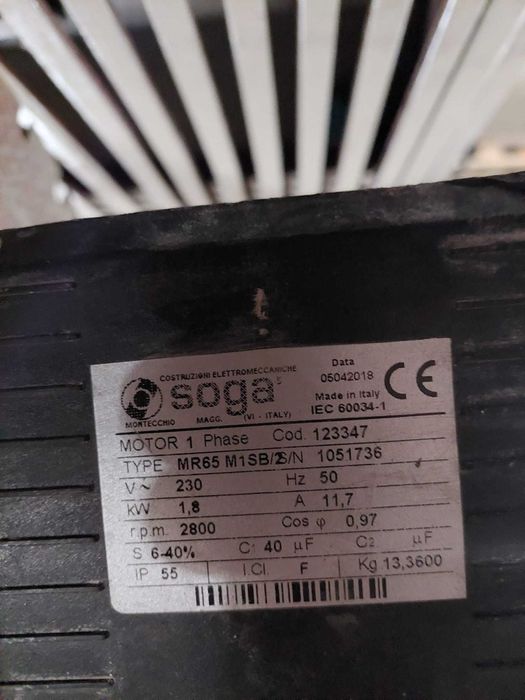 COSTRUZIONI ELETTROMECCANICHE
soga
MONTECCHIO MAGG. (VI - ITALY)
Data
05042018
Made in Italy
IEC 60034-1
CE
MOTOR 1 Phase Cod. 123347
TYPE MR65 M1SB/2 S/N 1051736
V~ 230 Hz 50
kW 1,8 A 11,7
r.p.m. 2800 Cos φ 0,97
S 6-40% C1 40 µF C2 µF
IP 55 I.Cl. F Kg 13,3600